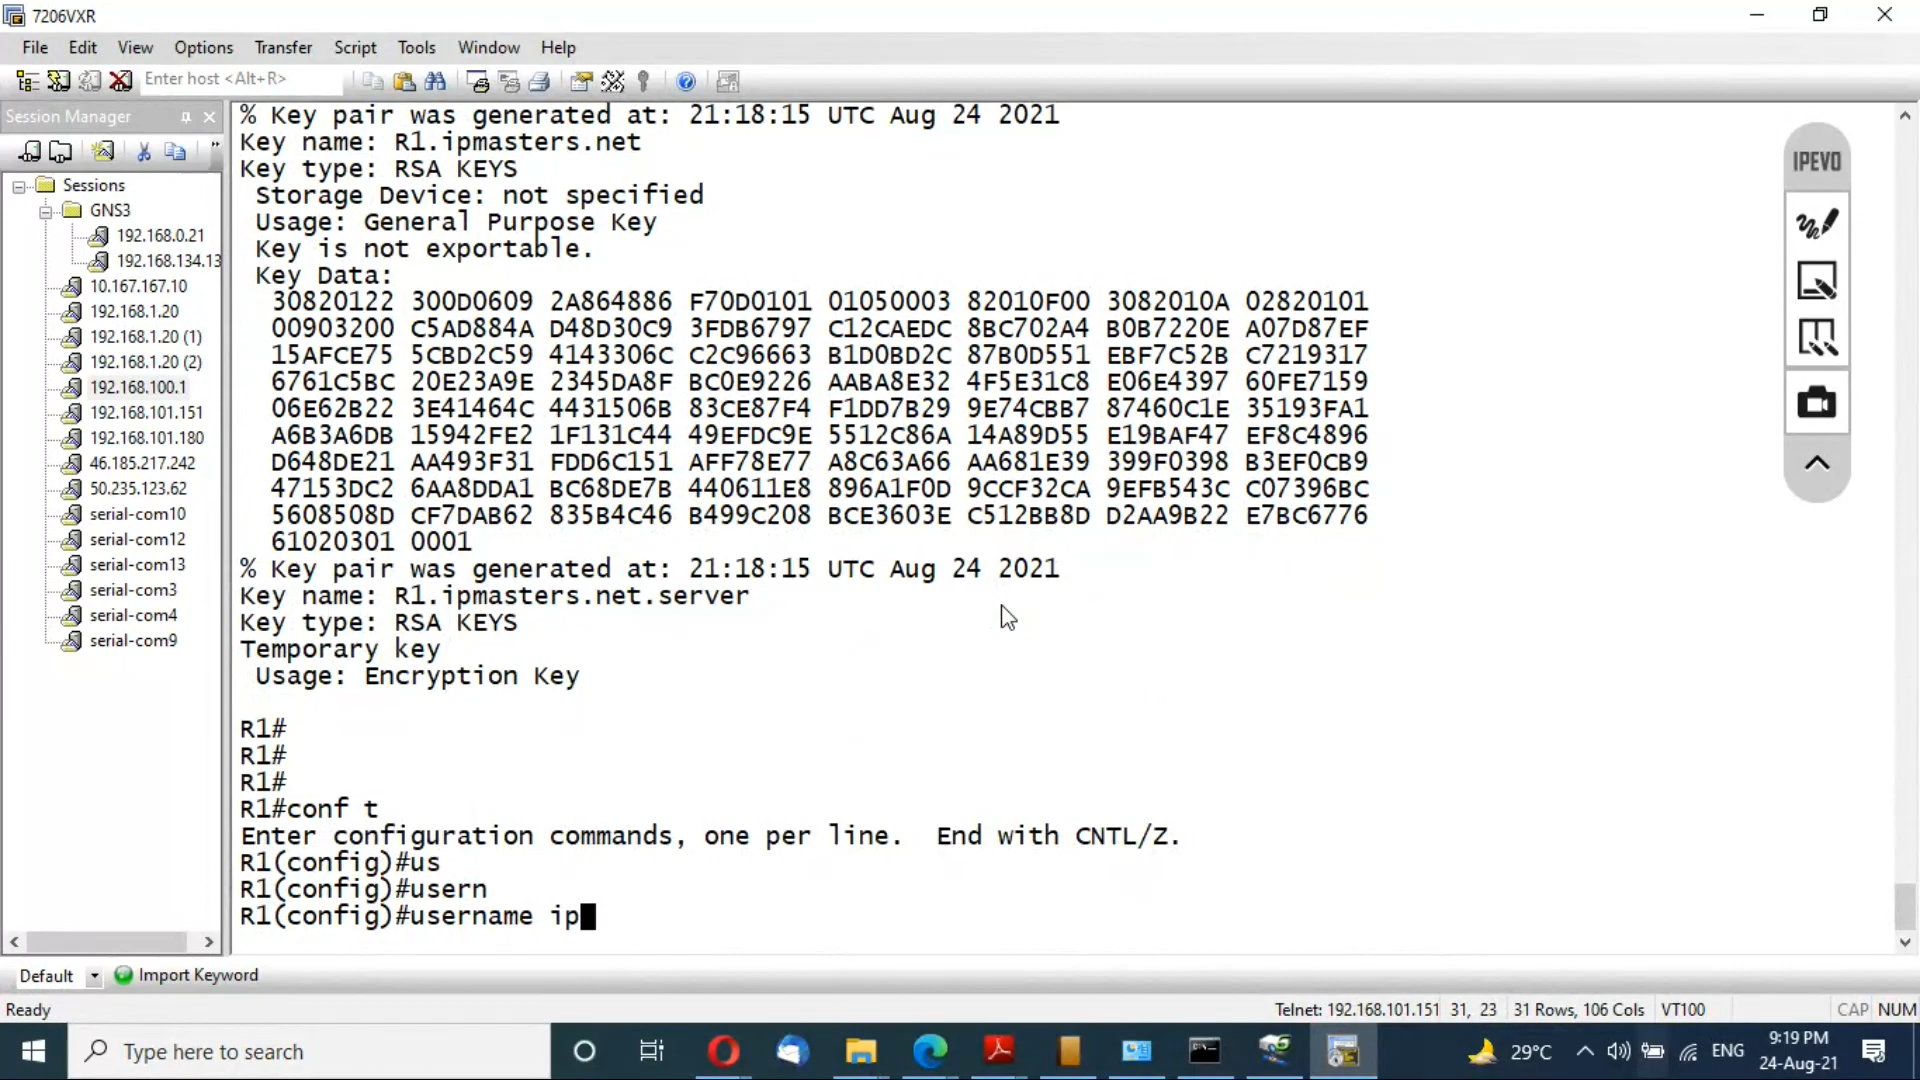 7206VXR
File Edit View Options Transfer Script Tools Window Help
Enter host <Alt+R>
Session Manager
Sessions
GNS3
192.168.0.21
192.168.134.13
10.167.167.10
192.168.1.20
192.168.1.20 (1)
192.168.1.20 (2)
192.168.100.1
192.168.101.151
192.168.101.180
46.185.217.242
50.235.123.62
serial-com10
serial-com12
serial-com13
serial-com3
serial-com4
serial-com9
% Key pair was generated at: 21:18:15 UTC Aug 24 2021
Key name: R1.ipmasters.net
Key type: RSA KEYS
Storage Device: not specified
Usage: General Purpose Key
Key is not exportable.
Key Data:
30820122 300D0609 2A864886 F70D0101 01050003 82010F00 3082010A 02820101
00903200 C5AD884A D48D30C9 3FDB6797 C12CAEDC 8BC702A4 B0B7220E A07D87EF
15AFCE75 5CBD2C59 4143306C C2C96663 B1D0BD2C 87B0D551 EBF7C52B C7219317
6761C5BC 20E23A9E 2345DA8F BC0E9226 AABA8E32 4F5E31C8 E06E4397 60FE7159
06E62B22 3E41464C 4431506B 83CE87F4 F1DD7B29 9E74CBB7 87460C1E 35193FA1
A6B3A6DB 15942FE2 1F131C44 49EFDC9E 5512C86A 14A89D55 E19BAF47 EF8C4896
D648DE21 AA493F31 FDD6C151 AFF78E77 A8C63A66 AA681E39 399F0398 B3EF0CB9
47153DC2 6AA8DDA1 BC68DE7B 440611E8 896A1F0D 9CCF32CA 9EFB543C C07396BC
5608508D CF7DAB62 835B4C46 B499C208 BCE3603E C512BB8D D2AA9B22 E7BC6776
61020301 0001
% Key pair was generated at: 21:18:15 UTC Aug 24 2021
Key name: R1.ipmasters.net.server
Key type: RSA KEYS
Temporary key
Usage: Encryption Key
R1#
R1#
R1#
R1#conf t
Enter configuration commands, one per line.  End with CNTL/Z.
R1(config)#us
R1(config)#usern
R1(config)#username ip
IPEVO
Default Import Keyword
Ready Telnet: 192.168.101.151 31, 23 31 Rows, 106 Cols VT100 CAP NUM
Type here to search 29°C ENG 9:19 PM
24-Aug-21